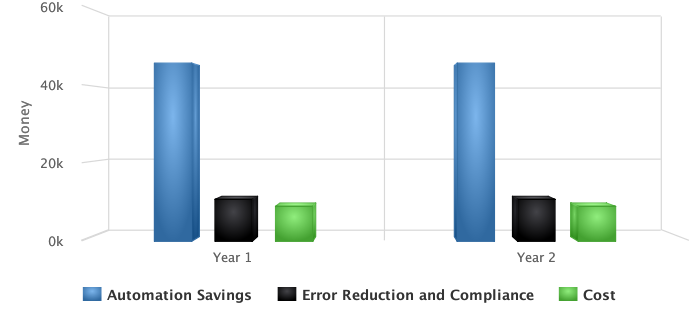 60k
40k
20k
0k
Money
Year 1
Year 2
Automation Savings
Error Reduction and Compliance
Cost